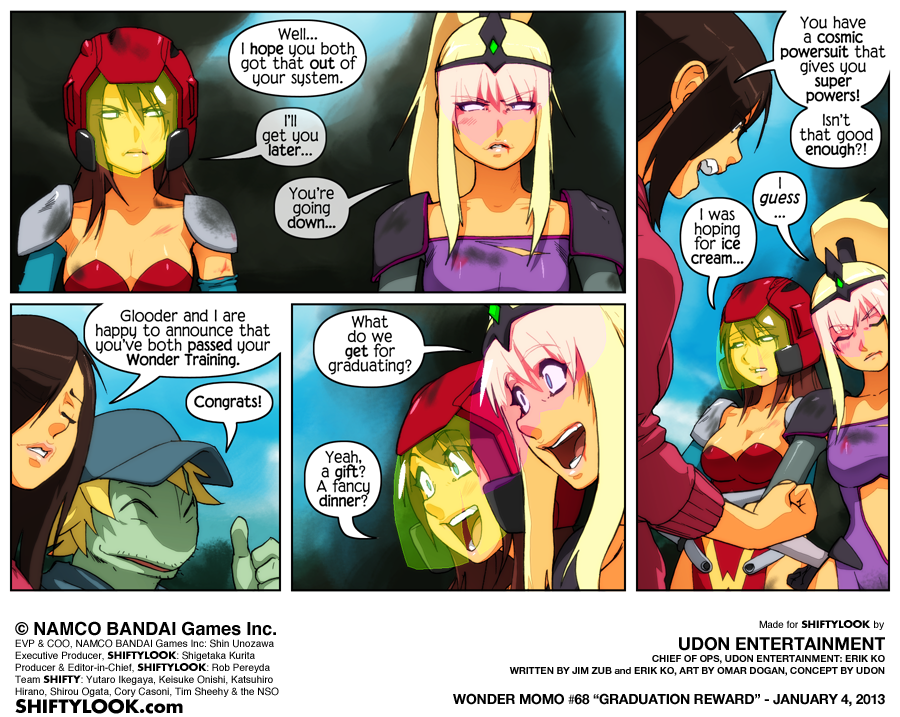 Well...
I hope you both
got that out of
your system.
I'll
get you
later...
You're
going
down...
Glooder and I are
happy to announce that
you've both passed your
Wonder Training.
Congrats!
What
do we
get for
graduating?
Yeah,
a gift?
A fancy
dinner?
You have
a cosmic
powersuit that
gives you
super
powers!
Isn't
that good
enough?!
I
guess
...
I was
hoping
for ice
cream...
W
© NAMCO BANDAI Games Inc.
EVP & COO, NAMCO BANDAI Games Inc: Shin Unozawa
Executive Producer, SHIFTYLOOK: Shigetaka Kurita
Producer & Editor-in-Chief, SHIFTYLOOK: Rob Pereyda
Team SHIFTY: Yutaro Ikegaya, Keisuke Onishi, Katsuhiro
Hirano, Shirou Ogata, Cory Casoni, Tim Sheehy & the NSO
SHIFTYLOOK.com
Made for SHIFTYLOOK by
UDON ENTERTAINMENT
CHIEF OF OPS, UDON ENTERTAINMENT: ERIK KO
WRITTEN BY JIM ZUB and ERIK KO, ART BY OMAR DOGAN, CONCEPT BY UDON
WONDER MOMO #68 “GRADUATION REWARD” - JANUARY 4, 2013